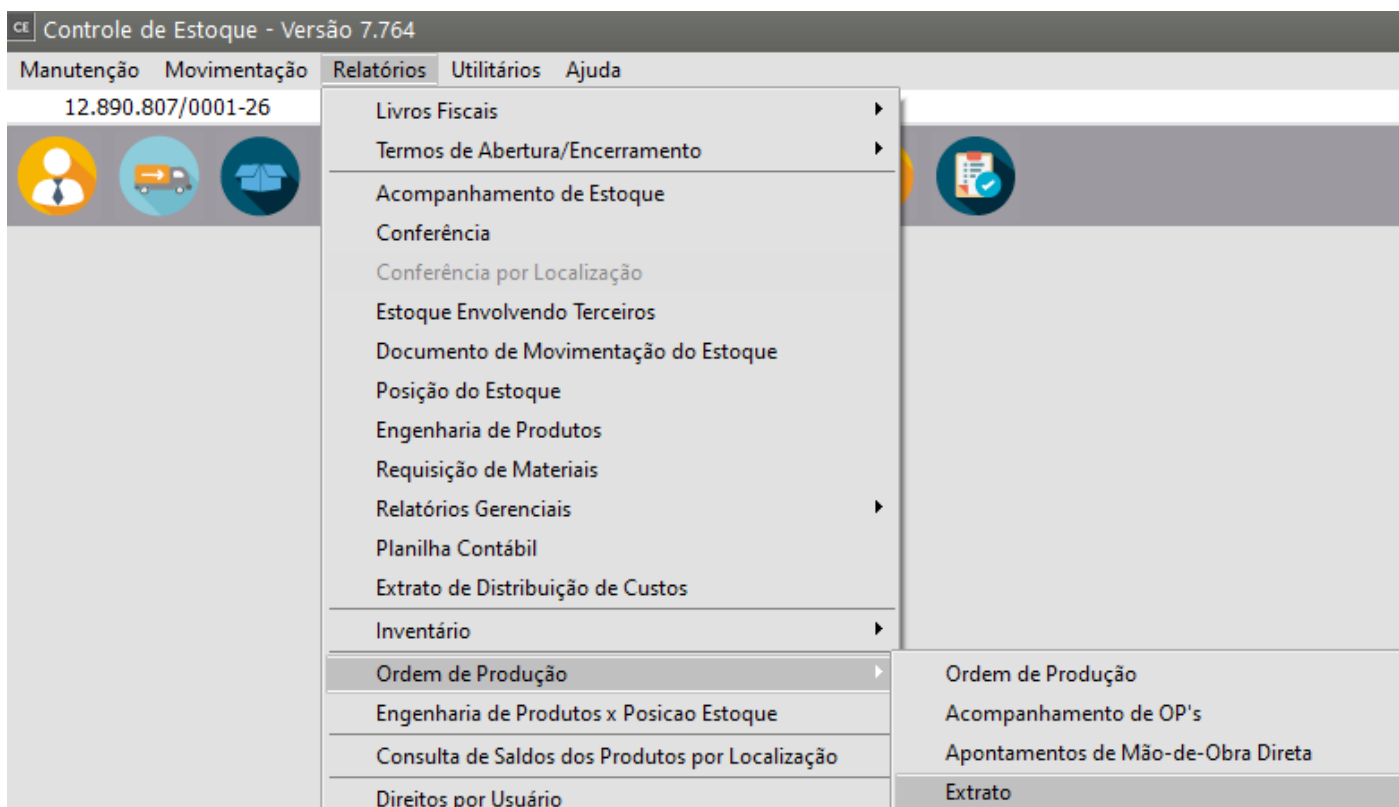 CE Controle de Estoque - Versão 7.764
Manutenção Movimentação Relatórios Utilitários Ajuda
12.890.807/0001-26
Livros Fiscais
Termos de Abertura/Encerramento
Acompanhamento de Estoque
Conferência
Conferência por Localização
Estoque Envolvendo Terceiros
Documento de Movimentação do Estoque
Posição do Estoque
Engenharia de Produtos
Requisição de Materiais
Relatórios Gerenciais
Planilha Contábil
Extrato de Distribuição de Custos
Inventário
Ordem de Produção
Engenharia de Produtos x Posicao Estoque
Consulta de Saldos dos Produtos por Localização
Direitos por Usuário
Ordem de Produção
Acompanhamento de OP's
Apontamentos de Mão-de-Obra Direta
Extrato